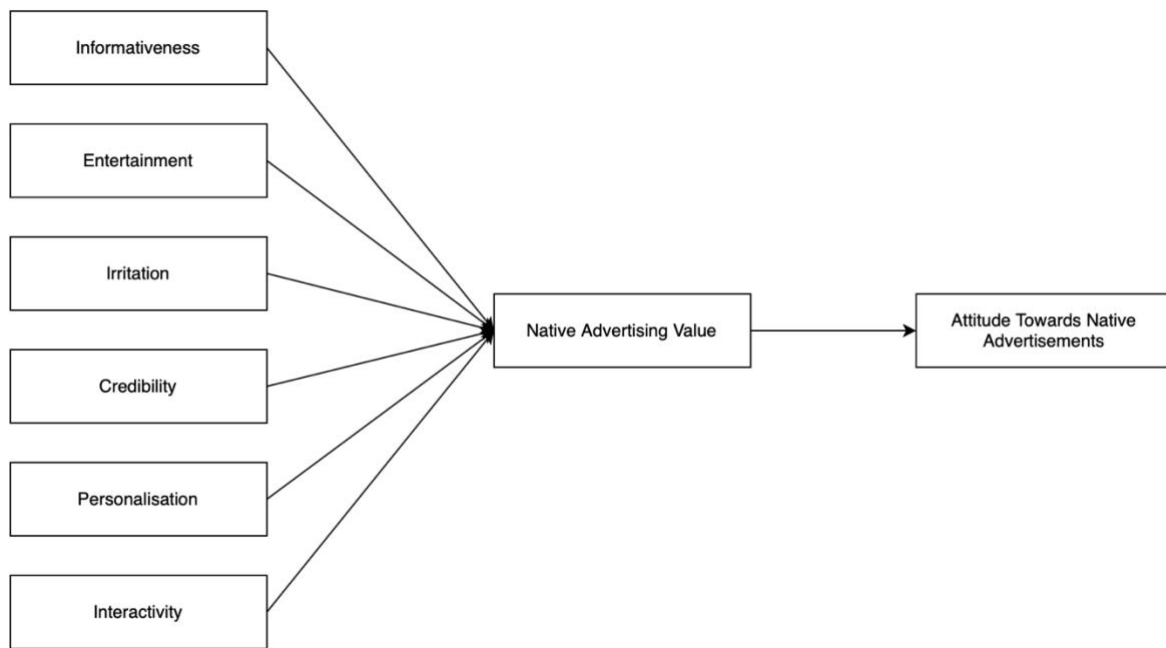 Informativeness
Entertainment
Irritation
Credibility
Personalisation
Interactivity
Native Advertising Value
Attitude Towards Native
Advertisements